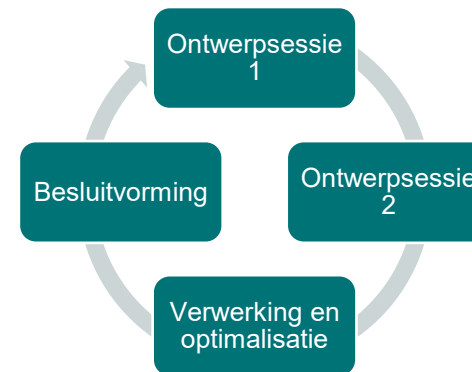 Ontwerpsessie
1
Ontwerpsessie
2
Verwerking en
optimalisatie
Besluitvorming